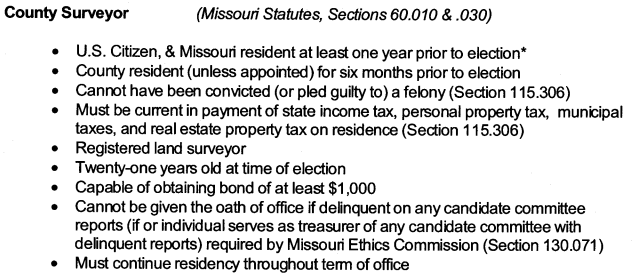 County Surveyor (Missouri Statutes, Sections 60.010 & .030)
• U.S. Citizen, & Missouri resident at least one year prior to election*
• County resident (unless appointed) for six months prior to election
• Cannot have been convicted (or pled guilty to) a felony (Section 115.306)
• Must be current in payment of state income tax, personal property tax, municipal
taxes, and real estate property tax on residence (Section 115.306)
• Registered land surveyor
• Twenty-one years old at time of election
• Capable of obtaining bond of at least $1,000
• Cannot be given the oath of office if delinquent on any candidate committee
reports (if or individual serves as treasurer of any candidate committee with
delinquent reports) required by Missouri Ethics Commission (Section 130.071)
• Must continue residency throughout term of office